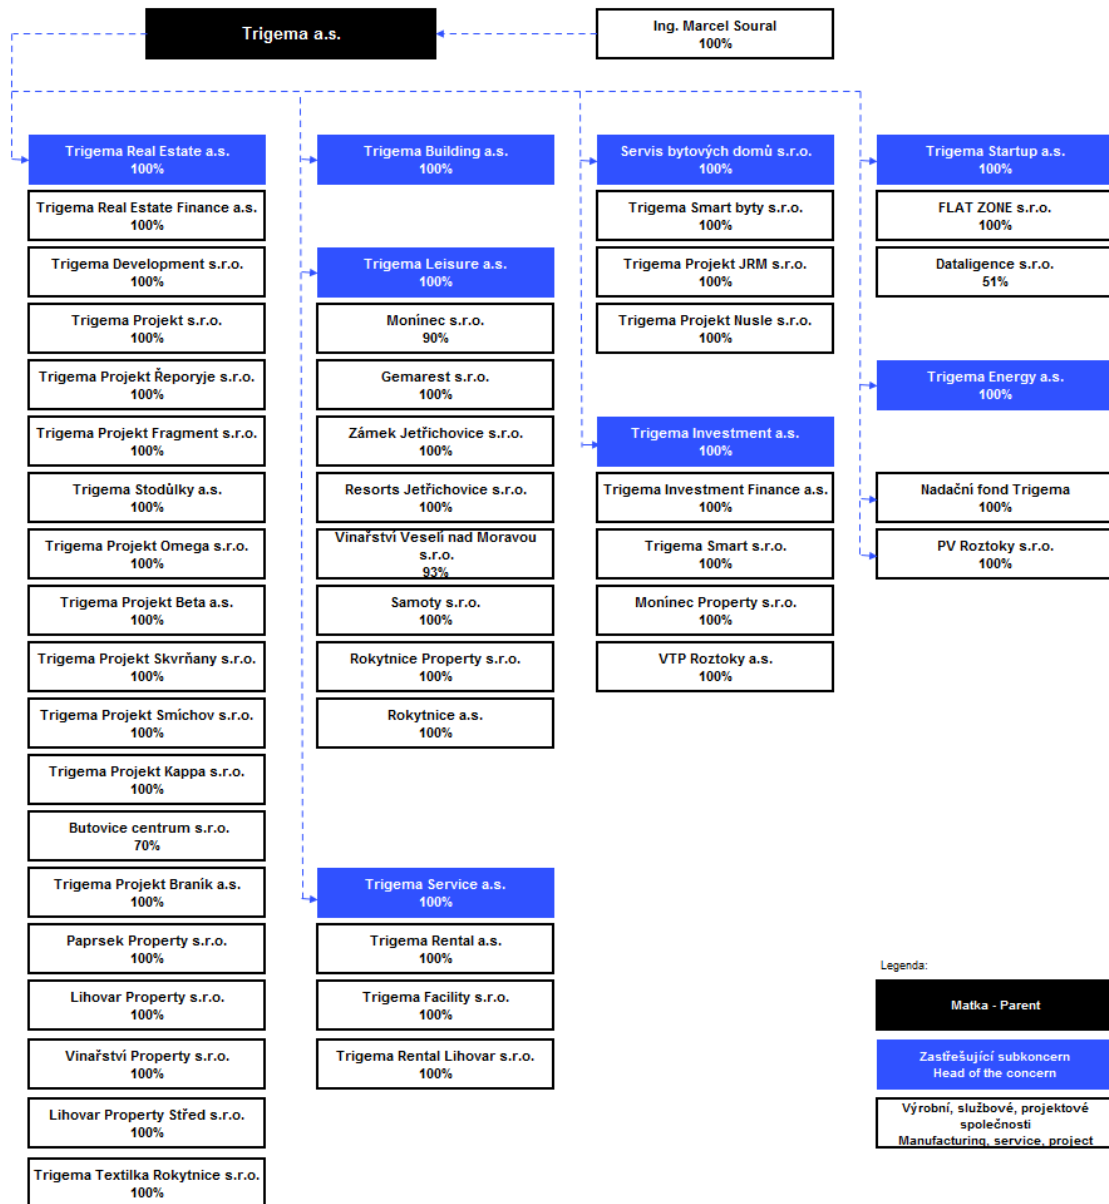 Trigema a.s.
Ing. Marcel Soural
100%
Trigema Real Estate a.s.
100%
Trigema Real Estate Finance a.s.
100%
Trigema Development s.r.o.
100%
Trigema Projekt s.r.o.
100%
Trigema Projekt Řeporyje s.r.o.
100%
Trigema Projekt Fragment s.r.o.
100%
Trigema Stodůlky a.s.
100%
Trigema Projekt Omega s.r.o.
100%
Trigema Projekt Beta a.s.
100%
Trigema Projekt Skvrňany s.r.o.
100%
Trigema Projekt Smíchov s.r.o.
100%
Trigema Projekt Kappa s.r.o.
100%
Butovice centrum s.r.o.
70%
Trigema Projekt Braník a.s.
100%
Paprsek Property s.r.o.
100%
Lihovar Property s.r.o.
100%
Vinařství Property s.r.o.
100%
Lihovar Property Střed s.r.o.
100%
Trigema Textilka Rokytnice s.r.o.
100%
Trigema Building a.s.
100%
Trigema Leisure a.s.
100%
Monínec s.r.o.
90%
Gemarest s.r.o.
100%
Zámek Jetřichovice s.r.o.
100%
Resorts Jetřichovice s.r.o.
100%
Vinařství Veselí nad Moravou
s.r.o.
93%
Samoty s.r.o.
100%
Rokytnice Property s.r.o.
100%
Rokytnice a.s.
100%
Trigema Service a.s.
100%
Trigema Rental a.s.
100%
Trigema Facility s.r.o.
100%
Trigema Rental Lihovar s.r.o.
100%
Servis bytových domů s.r.o.
100%
Trigema Smart byty s.r.o.
100%
Trigema Projekt JRM s.r.o.
100%
Trigema Projekt Nusle s.r.o.
100%
Trigema Investment a.s.
100%
Trigema Investment Finance a.s.
100%
Trigema Smart s.r.o.
100%
Monínec Property s.r.o.
100%
VTP Roztoky a.s.
100%
Trigema Startup a.s.
100%
FLAT ZONE s.r.o.
100%
Dataligence s.r.o.
51%
Trigema Energy a.s.
100%
Nadační fond Trigema
100%
PV Roztoky s.r.o.
100%
Legenda:
Matka - Parent
Zastřešující subkoncern
Head of the concern
Výrobní, službové, projektové
společnosti
Manufacturing, service, project